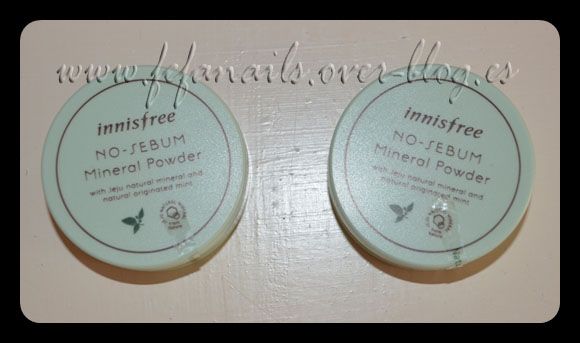 www.fefanails.over-blog.es
innisfree
NO-SEBUM
Mineral Powder
with Jeju natural mineral and
natural originated mint
innisfree
NO-SEBUM
Mineral Powder
with Jeju natural mineral and
natural originated mint